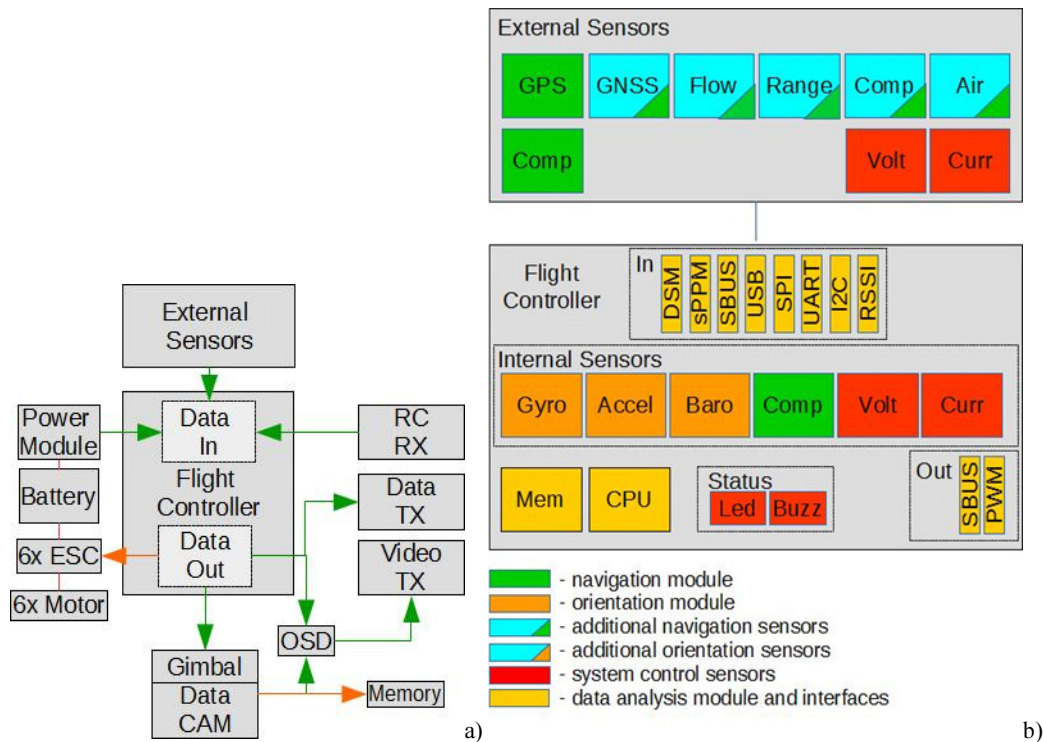 External
Sensors
Power
Module
Data
In
RC
RX
Flight
Controller
Battery
Data
TX
6x ESC
Data
Out
Video
TX
6x Motor
OSD
Gimbal
Data
CAM
Memory
a)
External Sensors
GPS
GNSS
Flow
Range
Comp
Air
Comp
Volt
Curr
Flight
Controller
In
DSM
sPPM
SBUS
USB
SPI
UART
I2C
RSSI
Internal Sensors
Gyro
Accel
Baro
Comp
Volt
Curr
Mem
CPU
Status
Led
Buzz
Out
SBUS
PWM
- navigation module
- orientation module
- additional navigation sensors
- additional orientation sensors
- system control sensors
- data analysis module and interfaces
b)